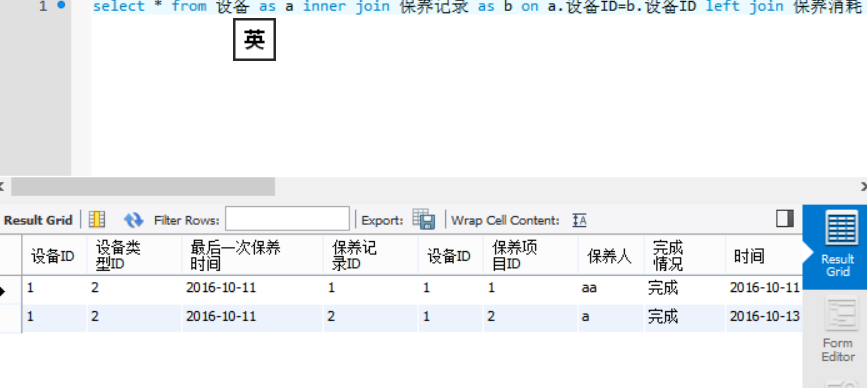 1 select * from 设备 as a inner join 保养记录 as b on a.设备ID=b.设备ID left join 保养消耗
英
Result Grid Filter Rows: Export: Wrap Cell Content: IA
设备ID 设备类型ID 最后一次保养时间 保养记录ID 设备ID 保养项目ID 保养人 完成情况 时间
1 2 2016-10-11 1 1 1 aa 完成 2016-10-11
1 2 2016-10-11 2 1 2 a 完成 2016-10-13
Result
Grid
Form
Editor